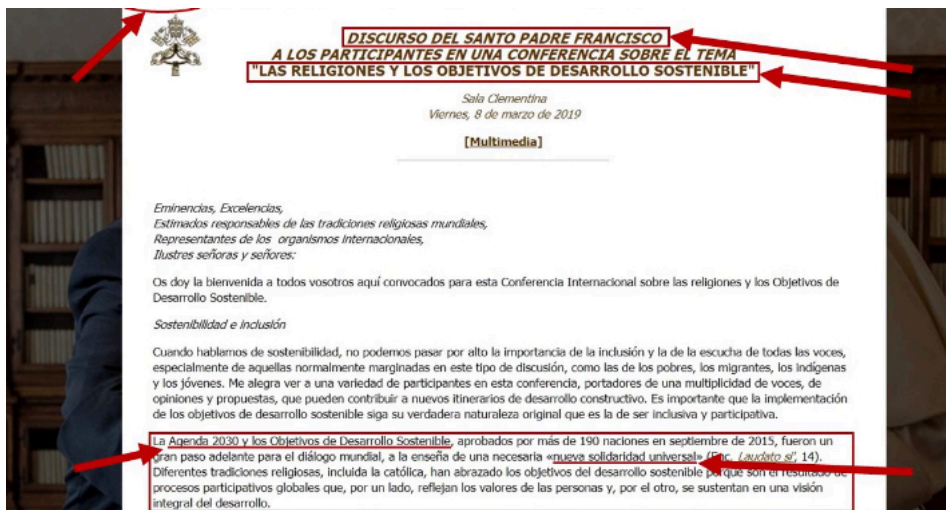 DISCURSO DEL SANTO PADRE FRANCISCO
A LOS PARTICIPANTES EN UNA CONFERENCIA SOBRE EL TEMA
"LAS RELIGIONES Y LOS OBJETIVOS DE DESARROLLO SOSTENIBLE"
Sala Clementina
Viernes, 8 de marzo de 2019
[Multimedia]
Eminencias, Excelencias,
Estimados responsables de las tradiciones religiosas mundiales,
Representantes de los organismos internacionales,
Ilustres señoras y señores:
Os doy la bienvenida a todos vosotros aquí convocados para esta Conferencia Internacional sobre las religiones y los Objetivos de
Desarrollo Sostenible.
Sostenibilidad e inclusión
Cuando hablamos de sostenibilidad, no podemos pasar por alto la importancia de la inclusión y la de la escucha de todas las voces,
especialmente de aquellas normalmente marginadas en este tipo de discusión, como las de los pobres, los migrantes, los indígenas
y los jóvenes. Me alegra ver a una variedad de participantes en esta conferencia, portadores de una multiplicidad de voces, de
opiniones y propuestas, que pueden contribuir a nuevos itinerarios de desarrollo constructivo. Es importante que la implementación
de los objetivos de desarrollo sostenible siga su verdadera naturaleza original que es la de ser inclusiva y participativa.
La Agenda 2030 y los Objetivos de Desarrollo Sostenible, aprobados por más de 190 naciones en septiembre de 2015, fueron un
gran paso adelante para el diálogo mundial, a la enseña de una necesaria «nueva solidaridad universal» (Enc. Laudato si', 14).
Diferentes tradiciones religiosas, incluida la católica, han abrazado los objetivos del desarrollo sostenible porque son el resultado de
procesos participativos globales que, por un lado, reflejan los valores de las personas y, por el otro, se sustentan en una visión
integral del desarrollo.